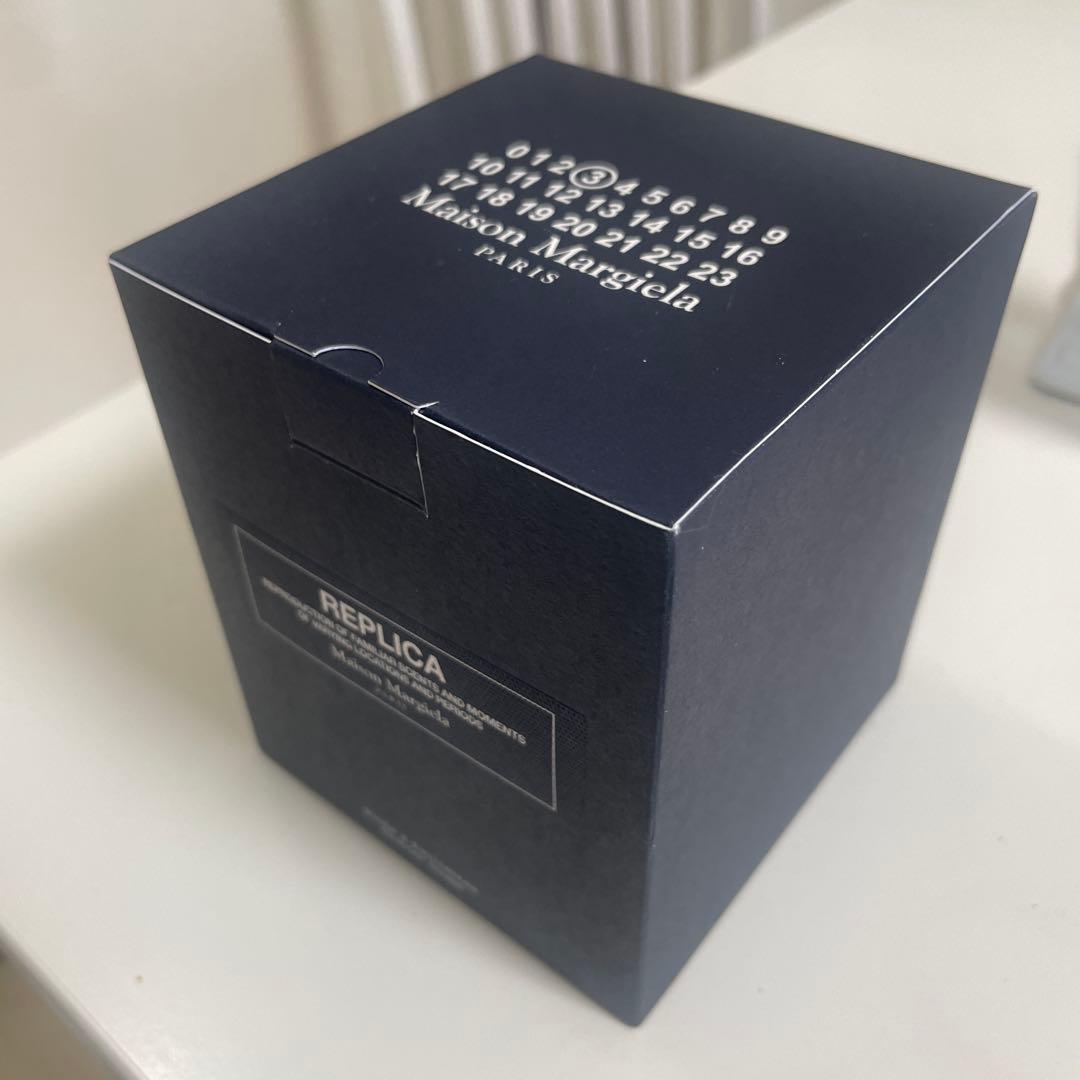 0 1 2 3 4 5 6 7 8 9
10 11 12 13 14 15 16
17 18 19 20 21 22 23
Maison Margiela
PARIS
REPLICA
REPRODUCTION OF FAMILIAR SCENTS AND MOMENTS
OF VARYING LOCATIONS AND PERIODS
Maison Margiela
PARIS